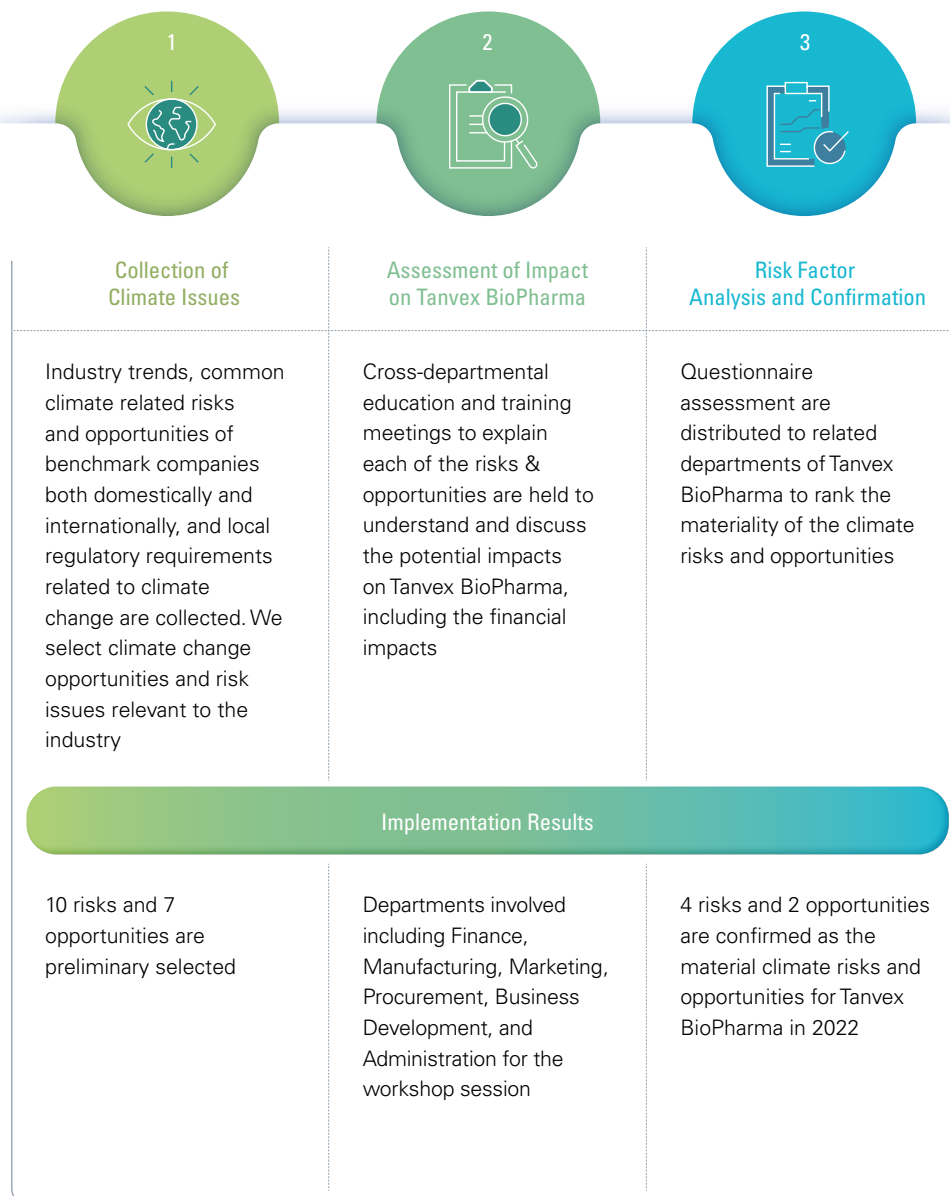 1
2
3
Collection of
Climate Issues
Assessment of Impact
on Tanvex BioPharma
Risk Factor
Analysis and Confirmation
Industry trends, common
climate related risks
and opportunities of
benchmark companies
both domestically and
internationally, and local
regulatory requirements
related to climate
change are collected. We
select climate change
opportunities and risk
issues relevant to the
industry
Cross-departmental
education and training
meetings to explain
each of the risks &
opportunities are held to
understand and discuss
the potential impacts
on Tanvex BioPharma,
including the financial
impacts
Questionnaire
assessment are
distributed to related
departments of Tanvex
BioPharma to rank the
materiality of the climate
risks and opportunities
Implementation Results
10 risks and 7
opportunities are
preliminary selected
Departments involved
including Finance,
Manufacturing, Marketing,
Procurement, Business
Development, and
Administration for the
workshop session
4 risks and 2 opportunities
are confirmed as the
material climate risks and
opportunities for Tanvex
BioPharma in 2022